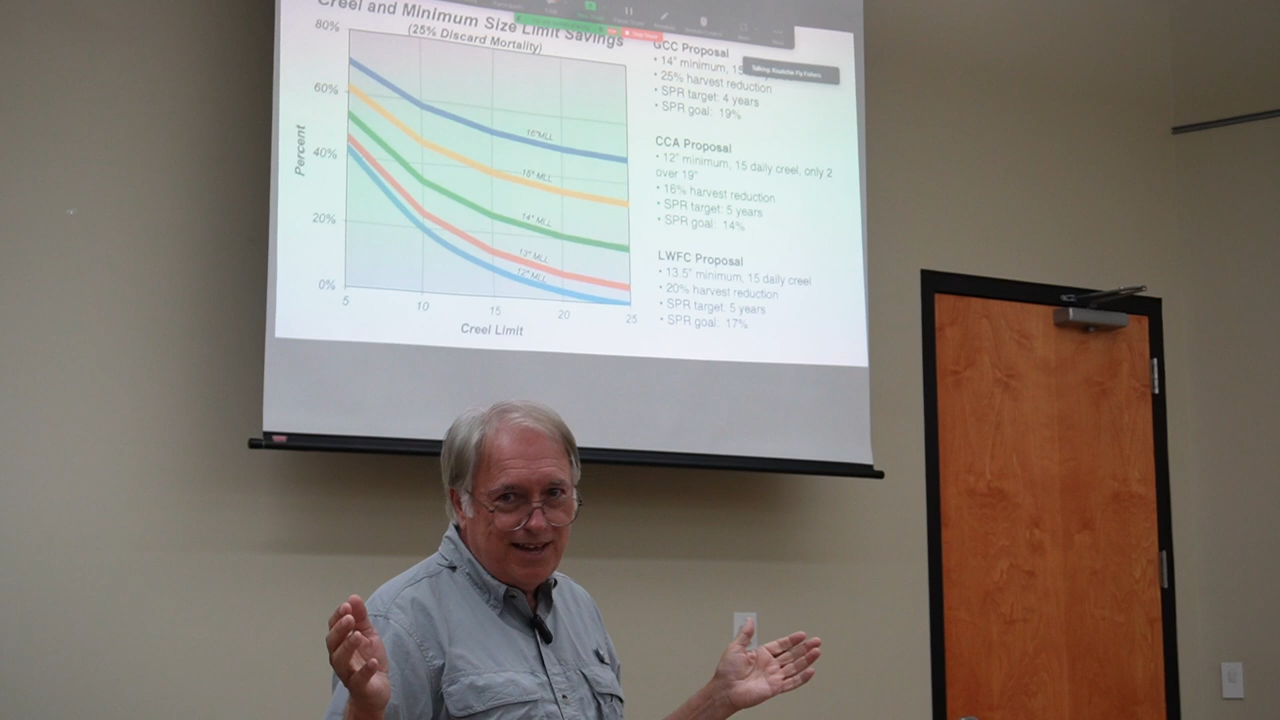 Creel and Minimum Size Limit Savings
(25% Discard Mortality)
80%
60%
40%
20%
0%
Percent
16" MLL
15" MLL
14" MLL
13" MLL
12" MLL
5
10
15
20
25
Creel Limit
GCC Proposal
• 14" minimum, 15
• 25% harvest reduction
• SPR target: 4 years
• SPR goal: 19%
CCA Proposal
• 12" minimum, 15 daily creel, only 2
over 19"
• 16% harvest reduction
• SPR target: 5 years
• SPR goal: 14%
LWFC Proposal
• 13.5" minimum, 15 daily creel
• 20% harvest reduction
• SPR target: 5 years
• SPR goal: 17%